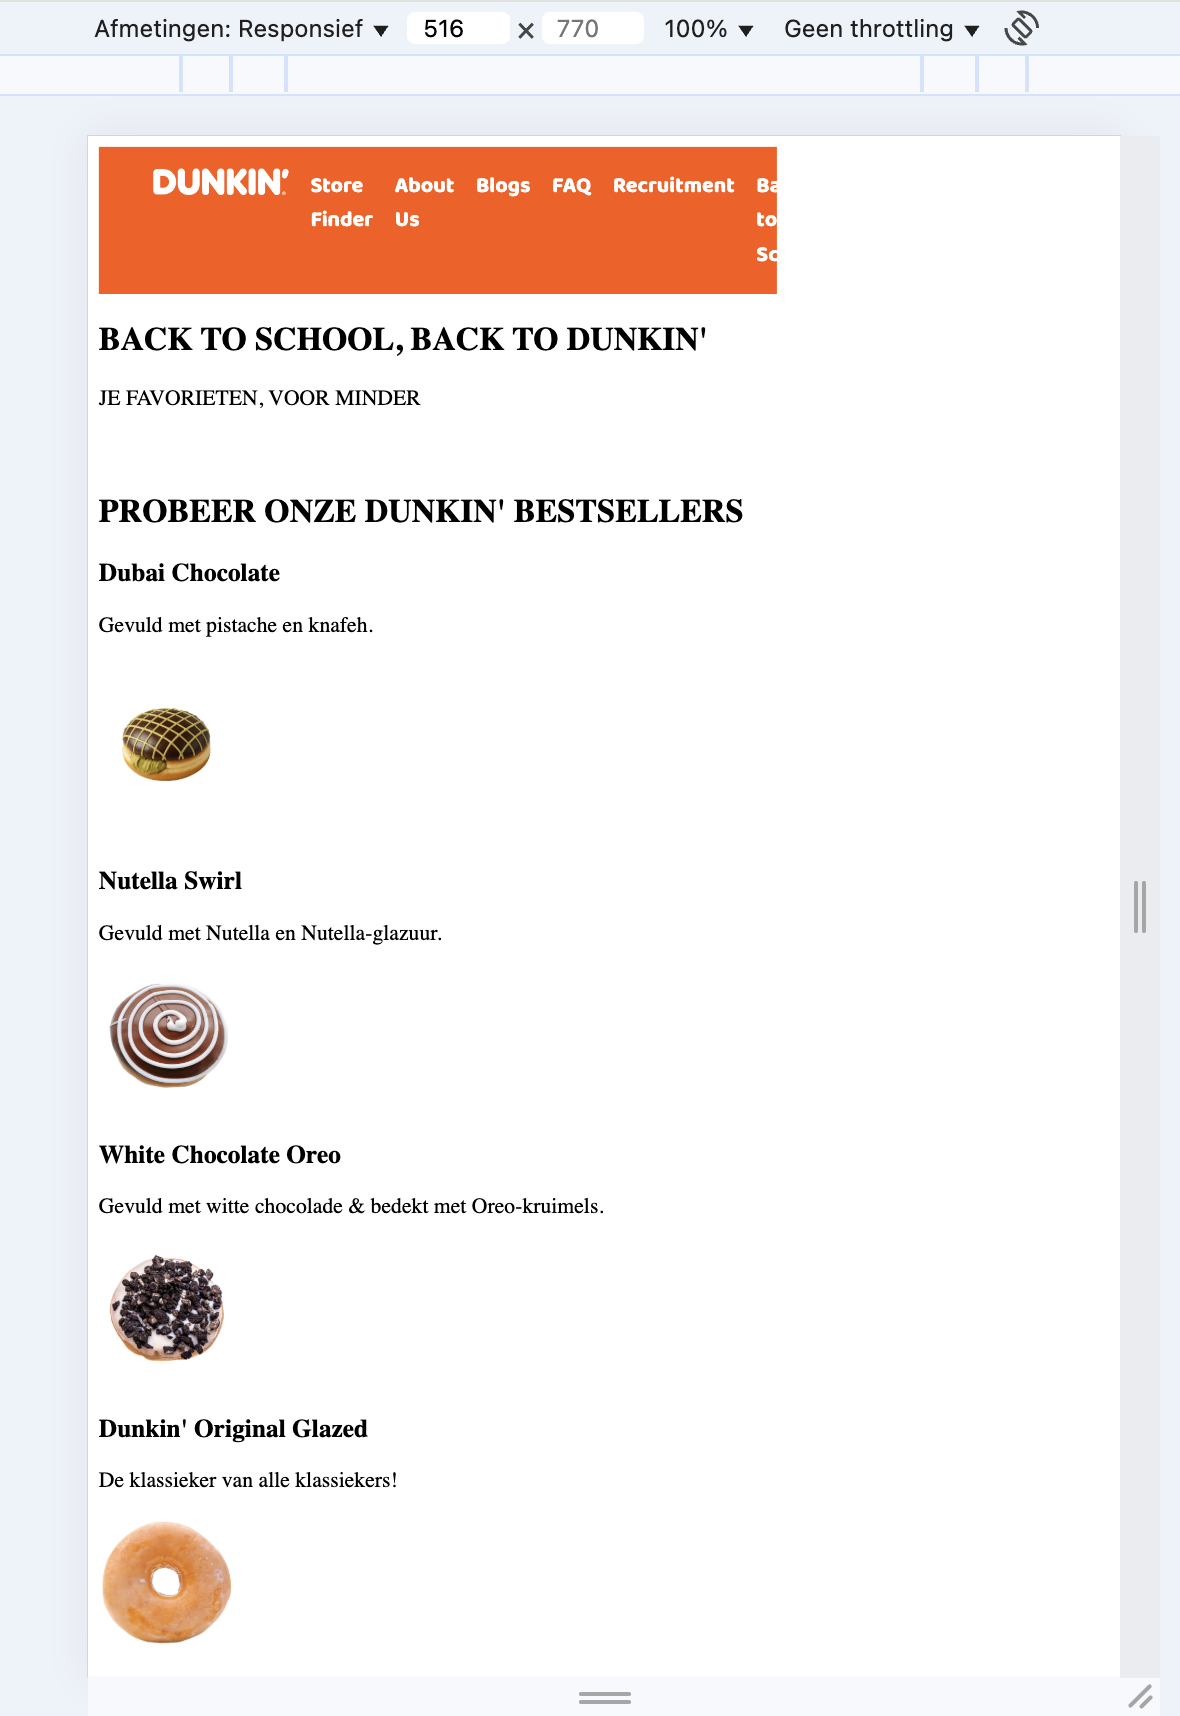 Afmetingen: Responsief ▼ 516 × 770 100% ▼ Geen throttling ▼
DUNKIN' Store About Blogs FAQ Recruitment Ba
Finder Us to
Sc
BACK TO SCHOOL, BACK TO DUNKIN'
JE FAVORIETEN, VOOR MINDER
PROBEER ONZE DUNKIN' BESTSELLERS
Dubai Chocolate
Gevuld met pistache en knafeh.
Nutella Swirl
Gevuld met Nutella en Nutella-glazuur.
White Chocolate Oreo
Gevuld met witte chocolade & bedekt met Oreo-kruimels.
Dunkin' Original Glazed
De klassieker van alle klassiekers!